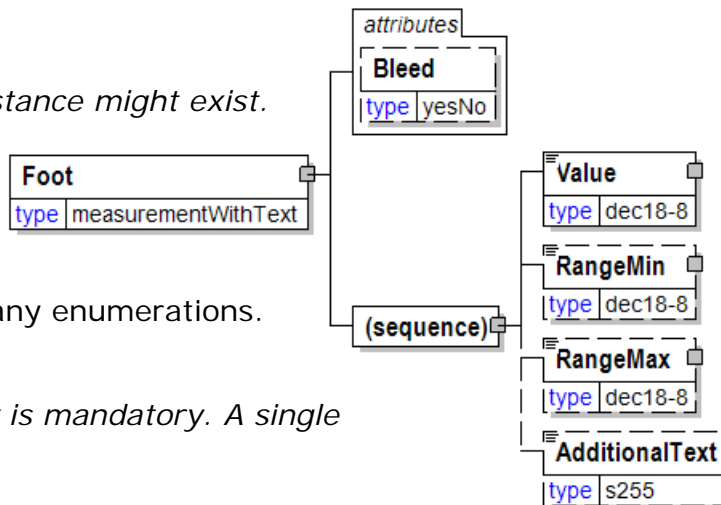 attributes
Bleed
type yesNo
stance might exist.
Foot
type measurementWithText
Value
type dec18-8
RangeMin
type dec18-8
any enumerations.
(sequence)
RangeMax
type dec18-8
is mandatory. A single
AdditionalText
type s255